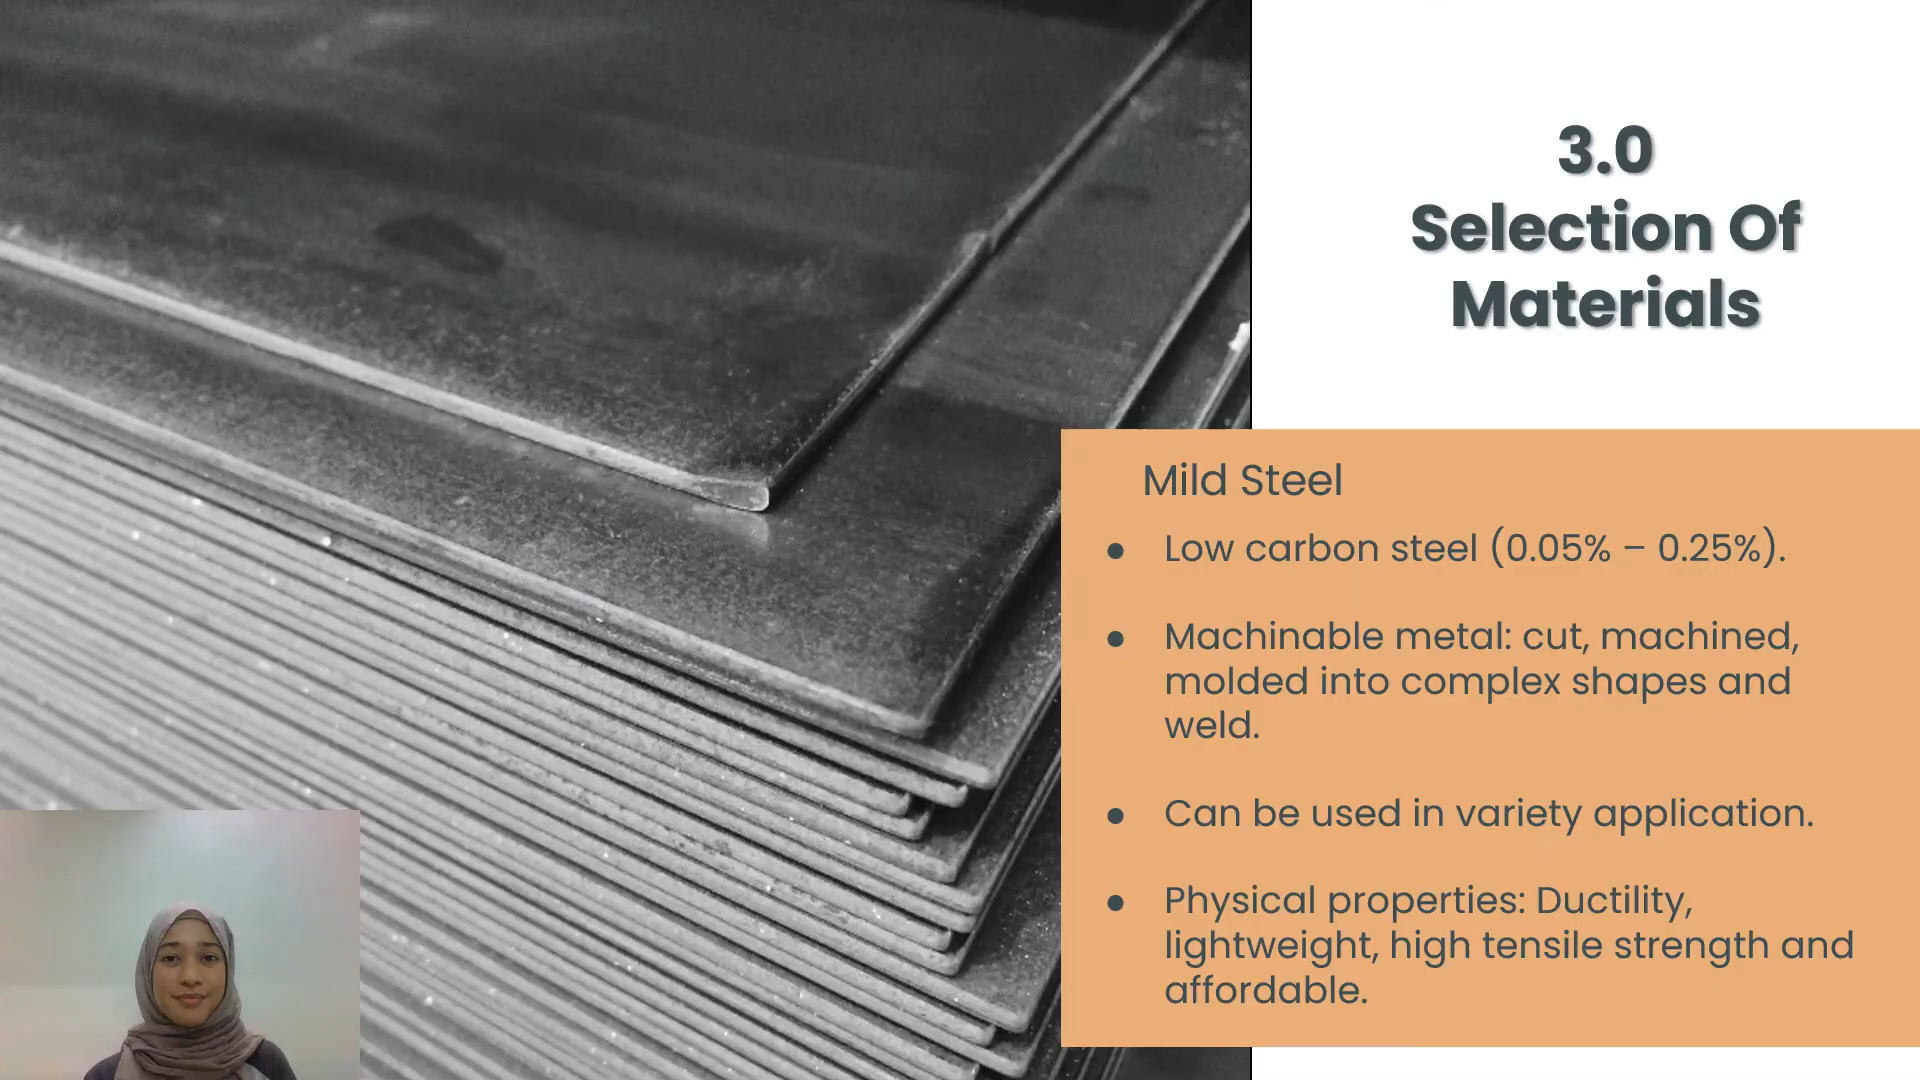 3.0
Selection Of
Materials
Mild Steel
● Low carbon steel (0.05% – 0.25%).
● Machinable metal: cut, machined,
molded into complex shapes and
weld.
● Can be used in variety application.
● Physical properties: Ductility,
lightweight, high tensile strength and
affordable.